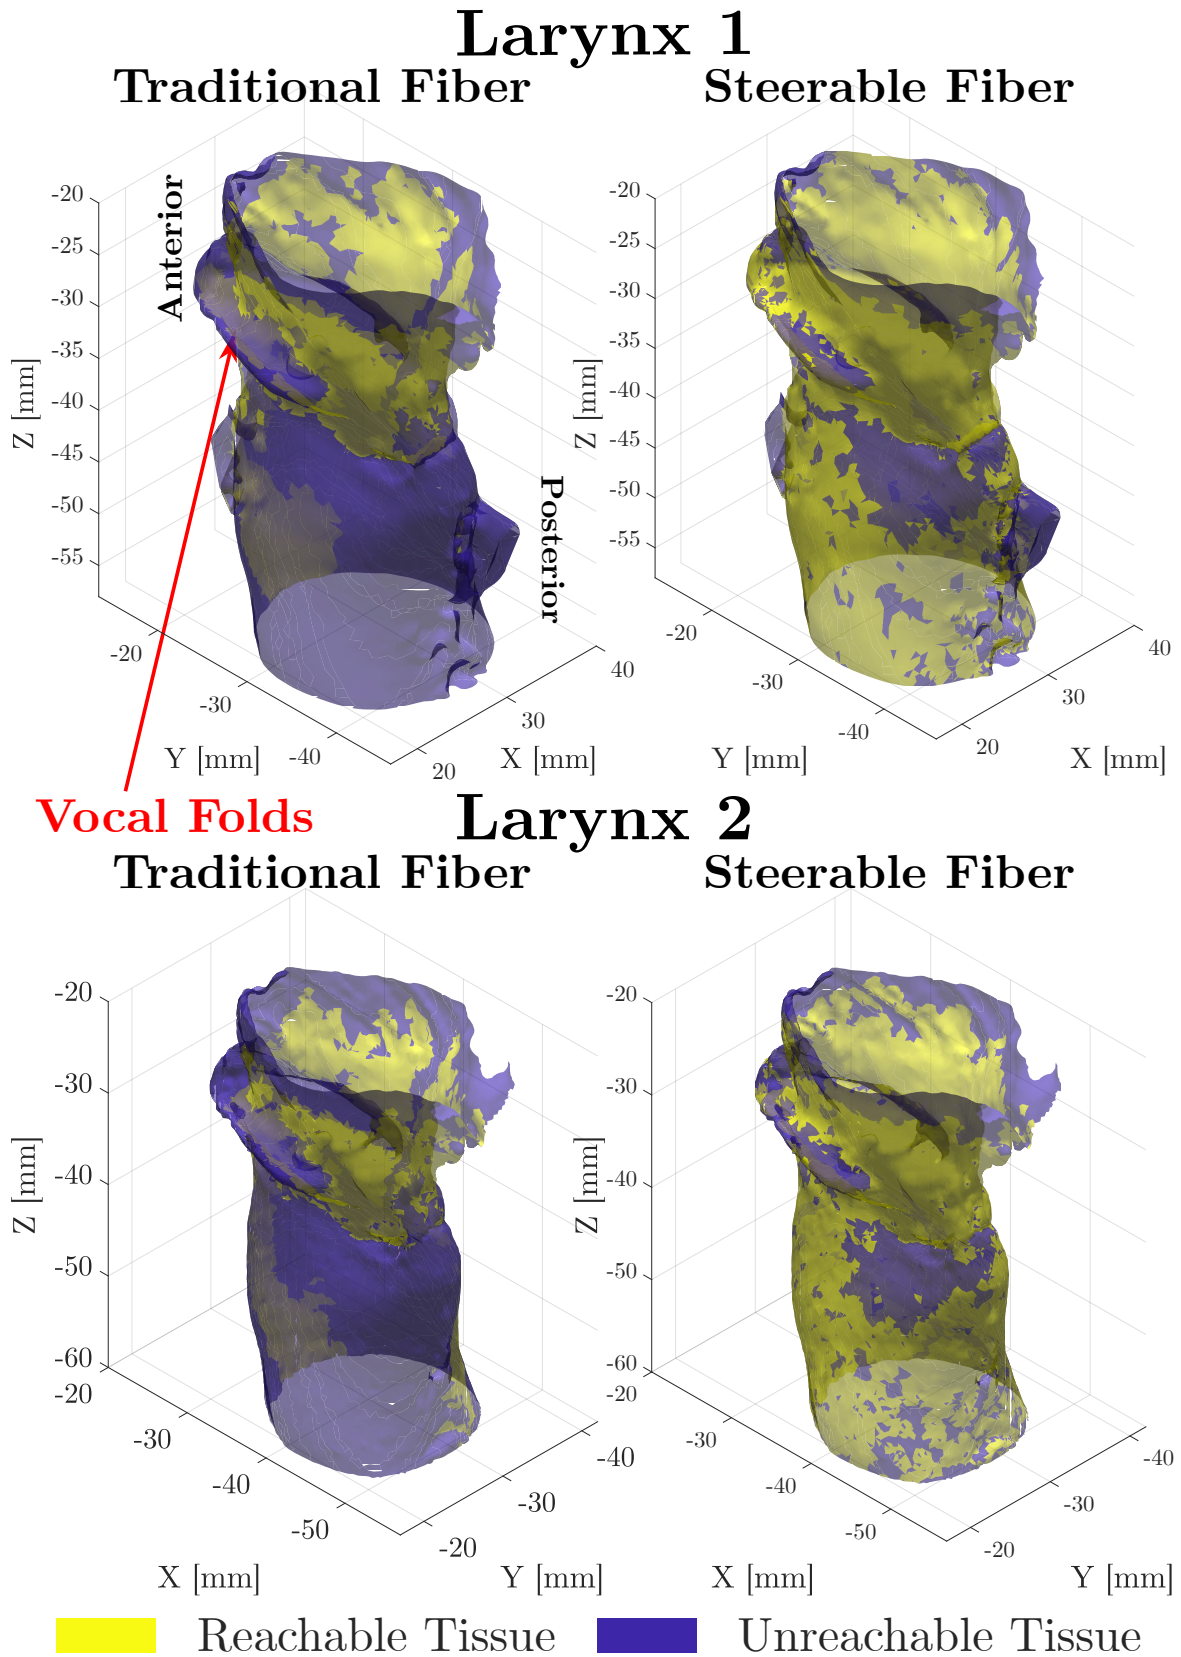 Larynx 1
Traditional Fiber
Steerable Fiber
Anterior
Posterior
Z [mm]
-20
-25
-30
-35
-40
-45
-50
-55
-20
-30
-40
Y [mm]
20
30
40
X [mm]
Z [mm]
-20
-25
-30
-35
-40
-45
-50
-55
-20
-30
-40
Y [mm]
20
30
40
X [mm]
Vocal Folds
Larynx 2
Traditional Fiber
Steerable Fiber
Z [mm]
-20
-30
-40
-50
-60
-20
-30
-40
-50
X [mm]
-20
-30
-40
Y [mm]
Z [mm]
-20
-30
-40
-50
-60
-20
-30
-40
-50
X [mm]
-20
-30
-40
Y [mm]
Reachable Tissue
Unreachable Tissue